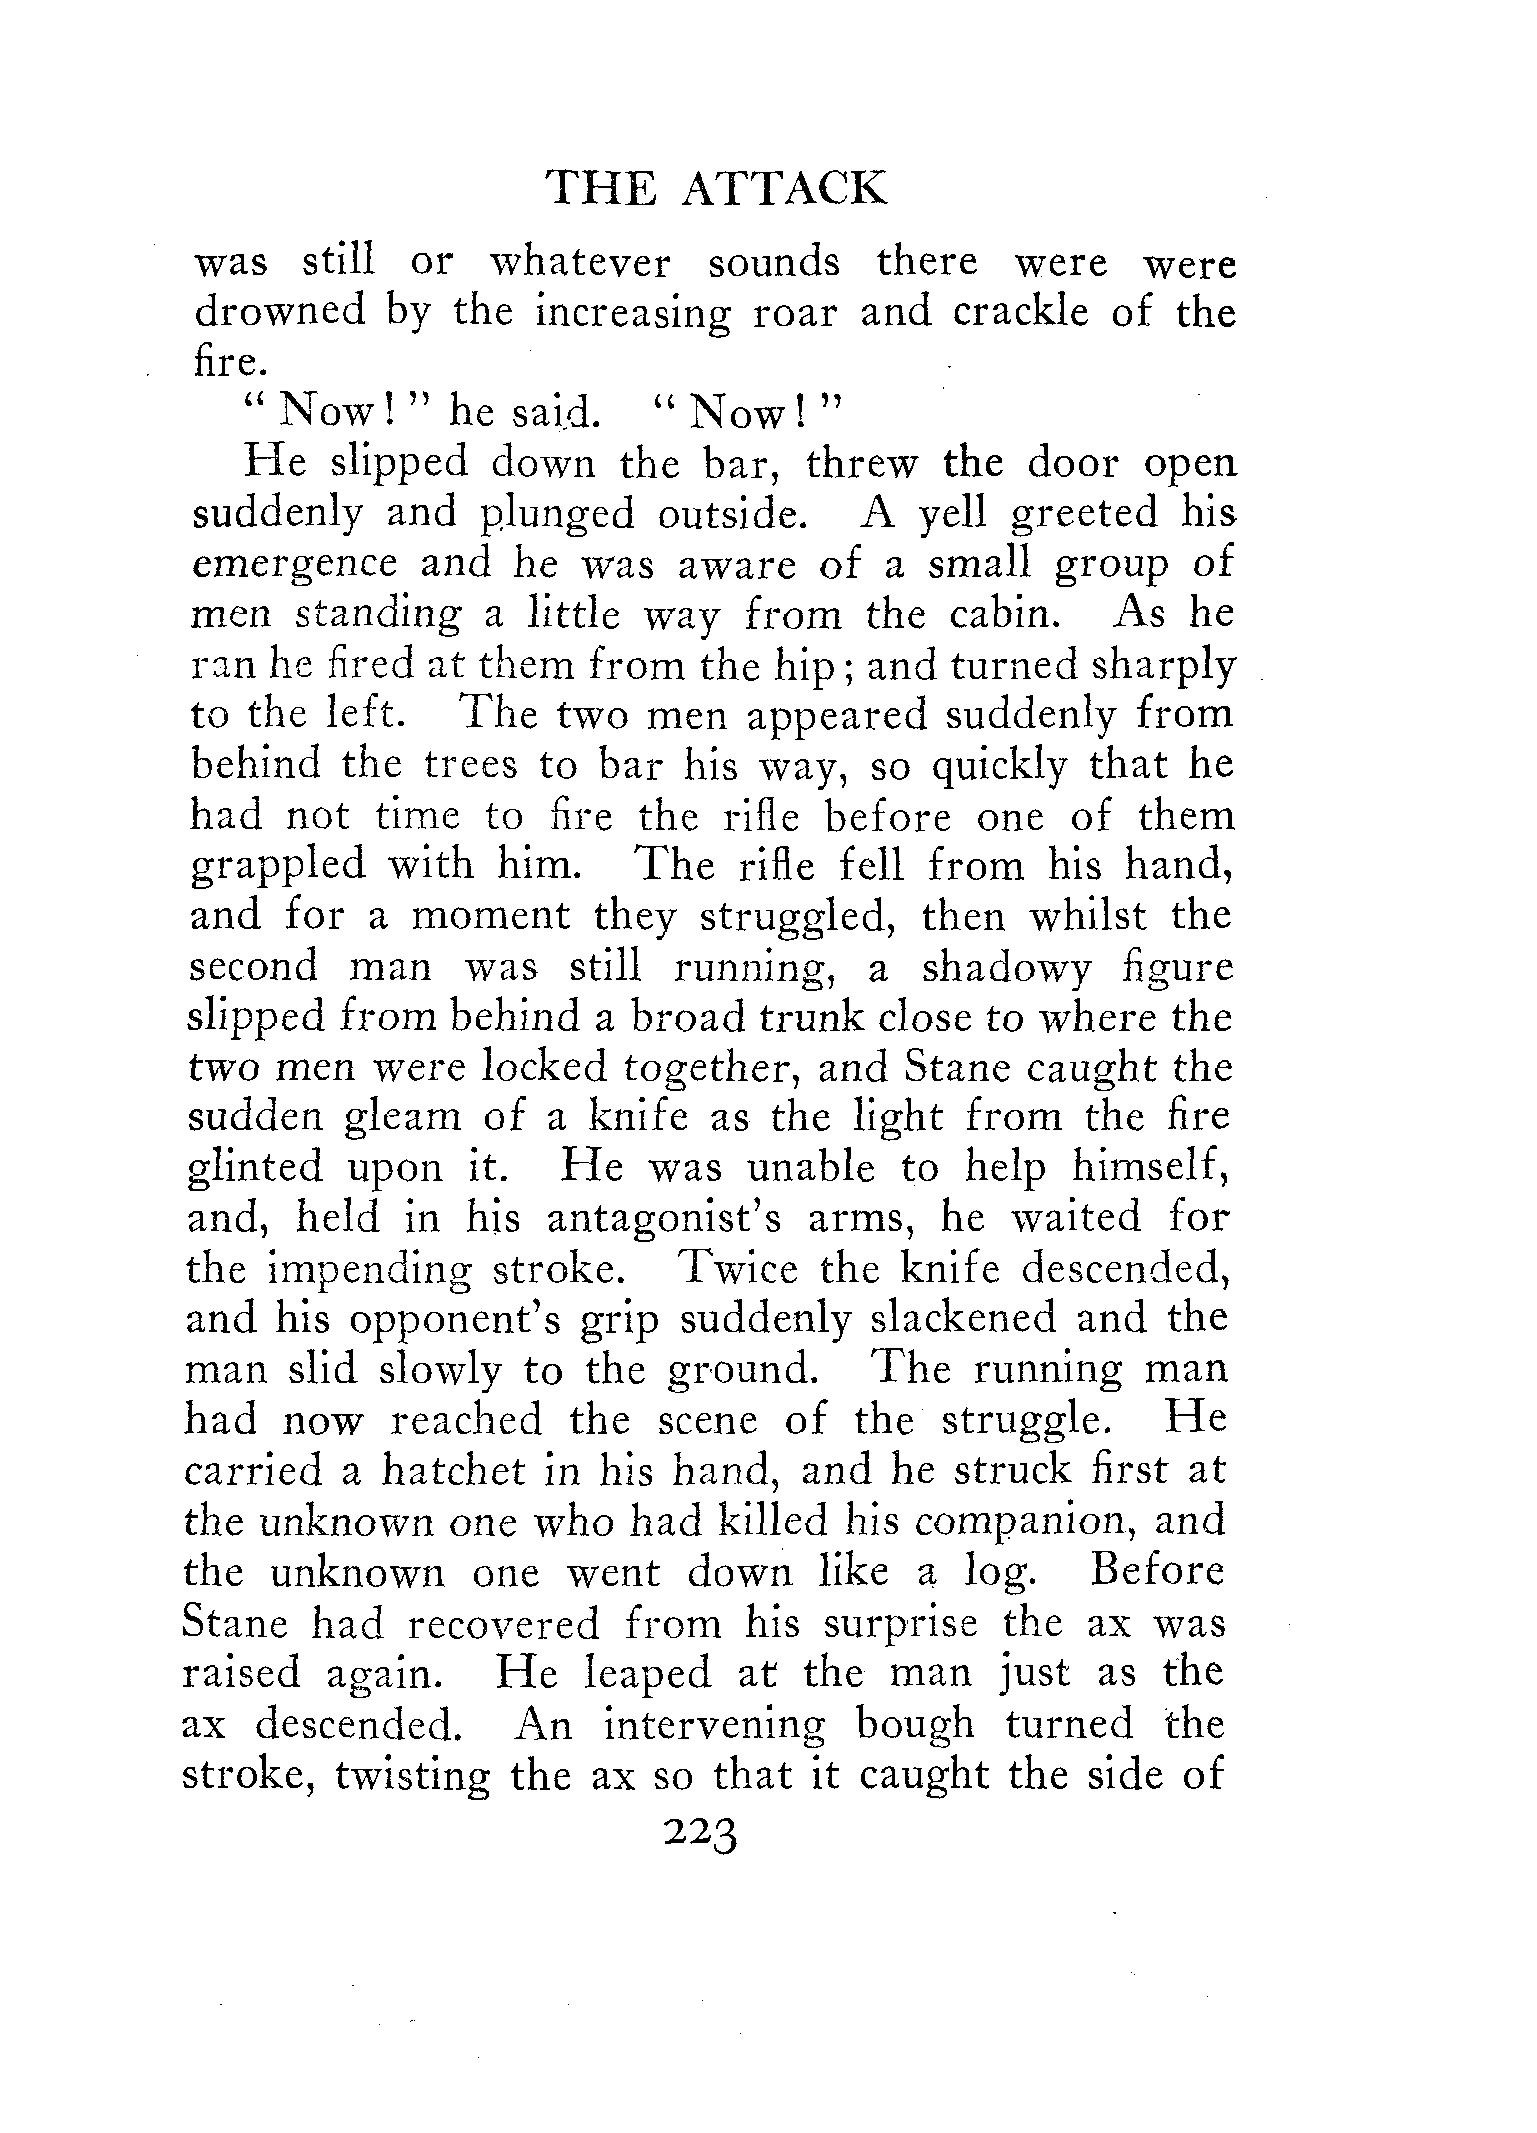 THE ATTACK
was still or whatever sounds there were were
drowned by the increasing roar and crackle of the
fire.
" Now ! " he said. " Now ! "
He slipped down the bar, threw the door open
suddenly and plunged outside. A yell greeted his
emergence and he was aware of a small group of
men standing a little way from the cabin. As he
ran he fired at them from the hip ; and turned sharply
to the left. The two men appeared suddenly from
behind the trees to bar his way, so quickly that he
had not time to fire the rifle before one of them
grappled with him. The rifle fell from his hand,
and for a moment they struggled, then whilst the
second man was still running, a shadowy figure
slipped from behind a broad trunk close to where the
two men were locked together, and Stane caught the
sudden gleam of a knife as the light from the fire
glinted upon it. He was unable to help himself,
and, held in his antagonist's arms, he waited for
the impending stroke. Twice the knife descended,
and his opponent's grip suddenly slackened and the
man slid slowly to the ground. The running man
had now reached the scene of the struggle. He
carried a hatchet in his hand, and he struck first at
the unknown one who had killed his companion, and
the unknown one went down like a log. Before
Stane had recovered from his surprise the ax was
raised again. He leaped at the man just as the
ax descended. An intervening bough turned the
stroke, twisting the ax so that it caught the side of
223